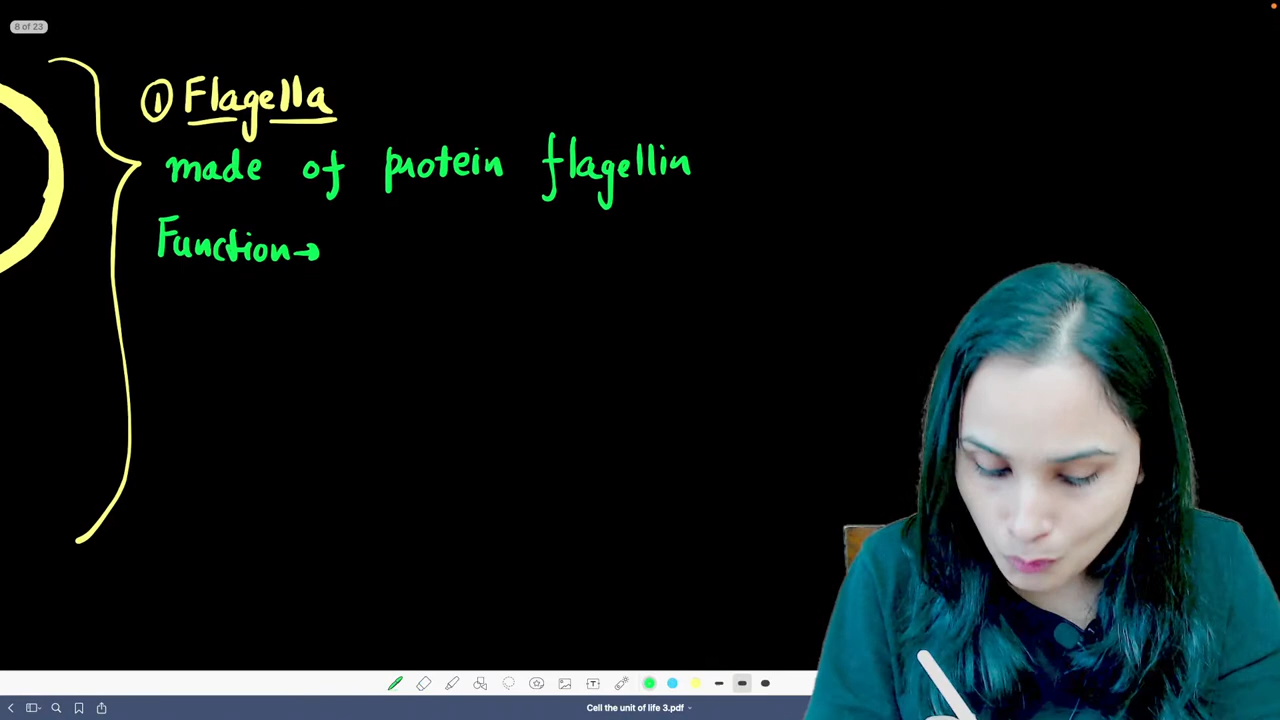 8 of 23
① Flagella
made of protein flagellin
Function→
Cell the unit of life 3.pdf